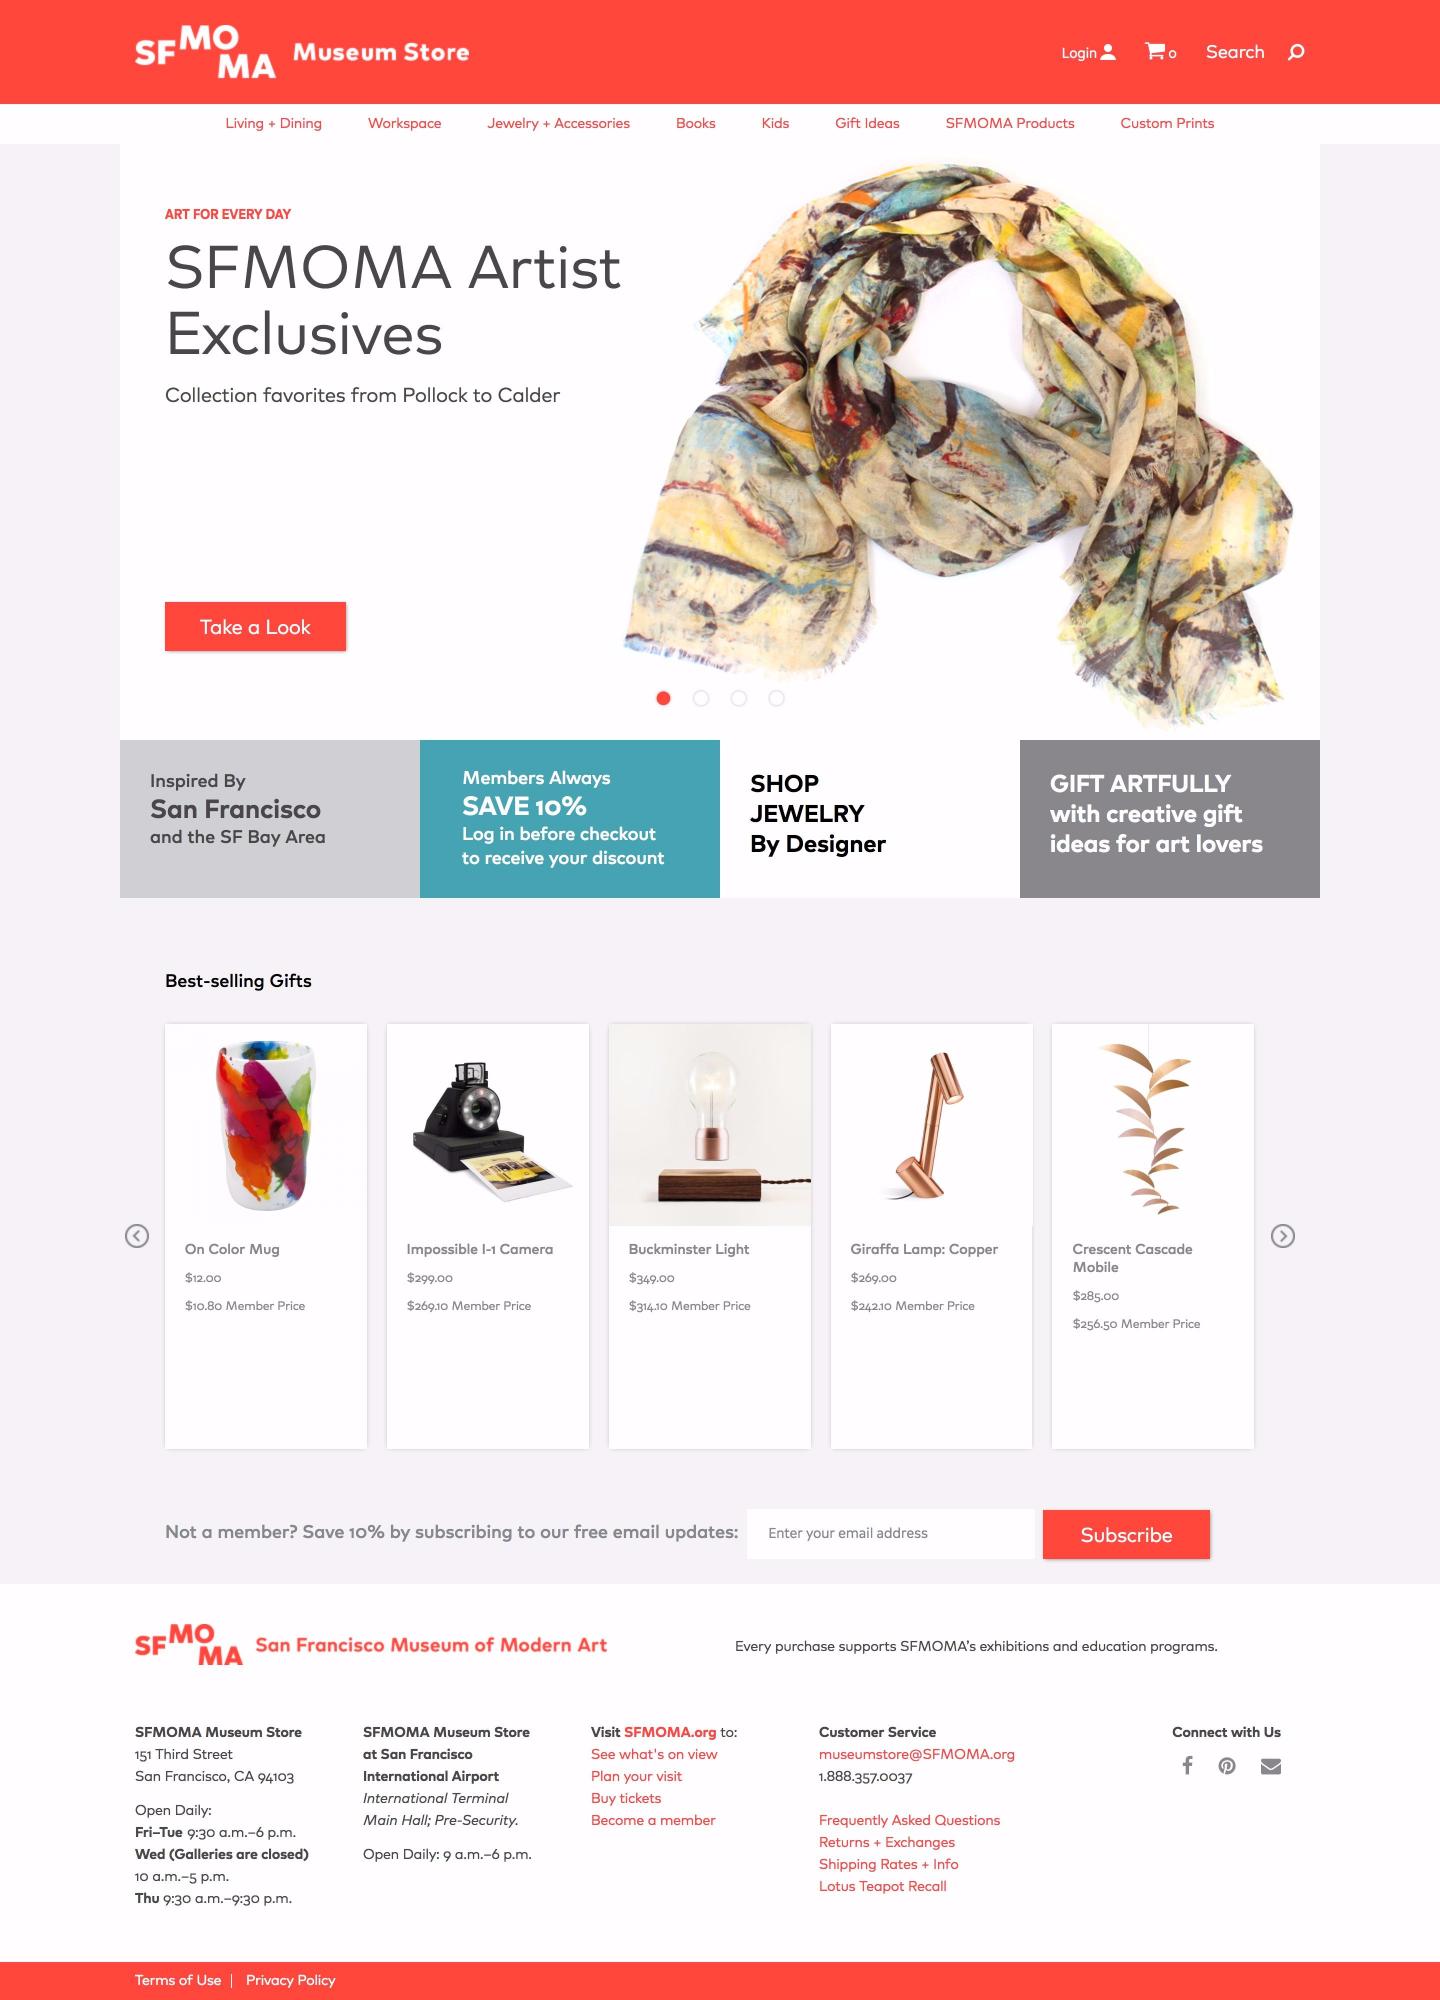 SFMOMA Museum Store
Login
0
Search
Living + Dining
Workspace
Jewelry + Accessories
Books
Kids
Gift Ideas
SFMOMA Products
Custom Prints
ART FOR EVERY DAY
SFMOMA Artist
Exclusives
Collection favorites from Pollock to Calder
Take a Look
Inspired By
San Francisco
and the SF Bay Area
Members Always
SAVE 10%
Log in before checkout
to receive your discount
SHOP
JEWELRY
By Designer
GIFT ARTFULLY
with creative gift
ideas for art lovers
Best-selling Gifts
On Color Mug
$12.00
$10.80 Member Price
Impossible I-1 Camera
$299.00
$269.10 Member Price
Buckminster Light
$349.00
$314.10 Member Price
Giraffa Lamp: Copper
$269.00
$242.10 Member Price
Crescent Cascade
Mobile
$285.00
$256.50 Member Price
Not a member? Save 10% by subscribing to our free email updates:
Enter your email address
Subscribe
SFMOMA San Francisco Museum of Modern Art
Every purchase supports SFMOMA's exhibitions and education programs.
SFMOMA Museum Store
151 Third Street
San Francisco, CA 94103
Open Daily:
Fri–Tue 9:30 a.m.–6 p.m.
Wed (Galleries are closed)
10 a.m.–5 p.m.
Thu 9:30 a.m.–9:30 p.m.
SFMOMA Museum Store
at San Francisco
International Airport
International Terminal
Main Hall; Pre-Security.
Open Daily: 9 a.m.–6 p.m.
Visit SFMOMA.org to:
See what's on view
Plan your visit
Buy tickets
Become a member
Customer Service
museumstore@SFMOMA.org
1.888.357.0037
Frequently Asked Questions
Returns + Exchanges
Shipping Rates + Info
Lotus Teapot Recall
Connect with Us
Terms of Use | Privacy Policy